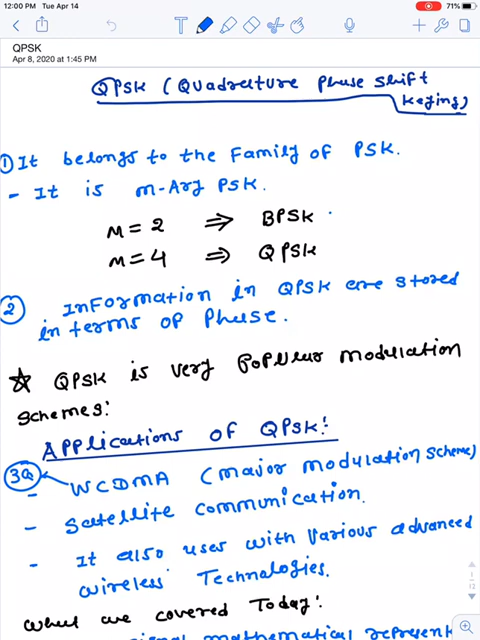 12:00 PM Tue Apr 14
71%
QPSK
Apr 8, 2020 at 1:45 PM
QPSK (Quadrature Phase Shift
Keying)
① It belongs to the Family of PSK.
- It is m-Ary PSK.
M = 2 ⇒ BPSK
M = 4 ⇒ QPSK
② Information in QPSK are stored
in terms of Phase.
☆ QPSK is very Popular modulation
schemes:
Applications of QPSK!
3a - WCDMA (major modulation scheme)
- Satellite communication.
- It also uses with various advanced
wireless Technologies.
what we covered Today!
mathematical